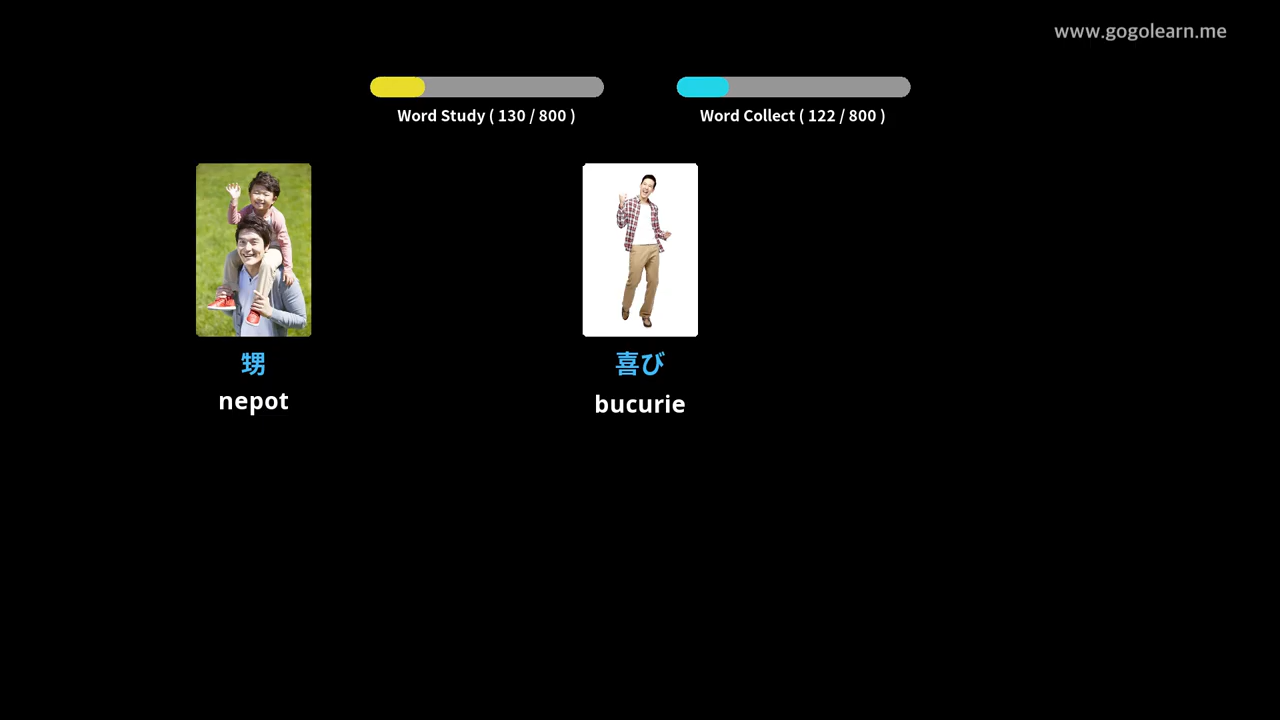 www.gogolearn.me
Word Study ( 130 / 800 )
Word Collect ( 122 / 800 )
甥
nepot
喜び
bucurie